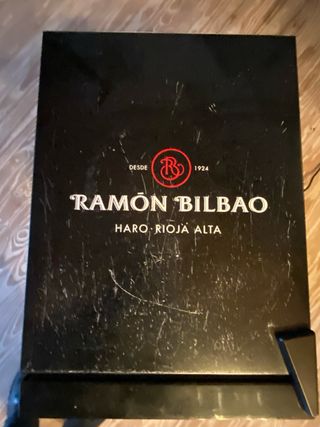 DESDE RB 1924
RAMÓN BILBAO
HARO·RIOJA ALTA